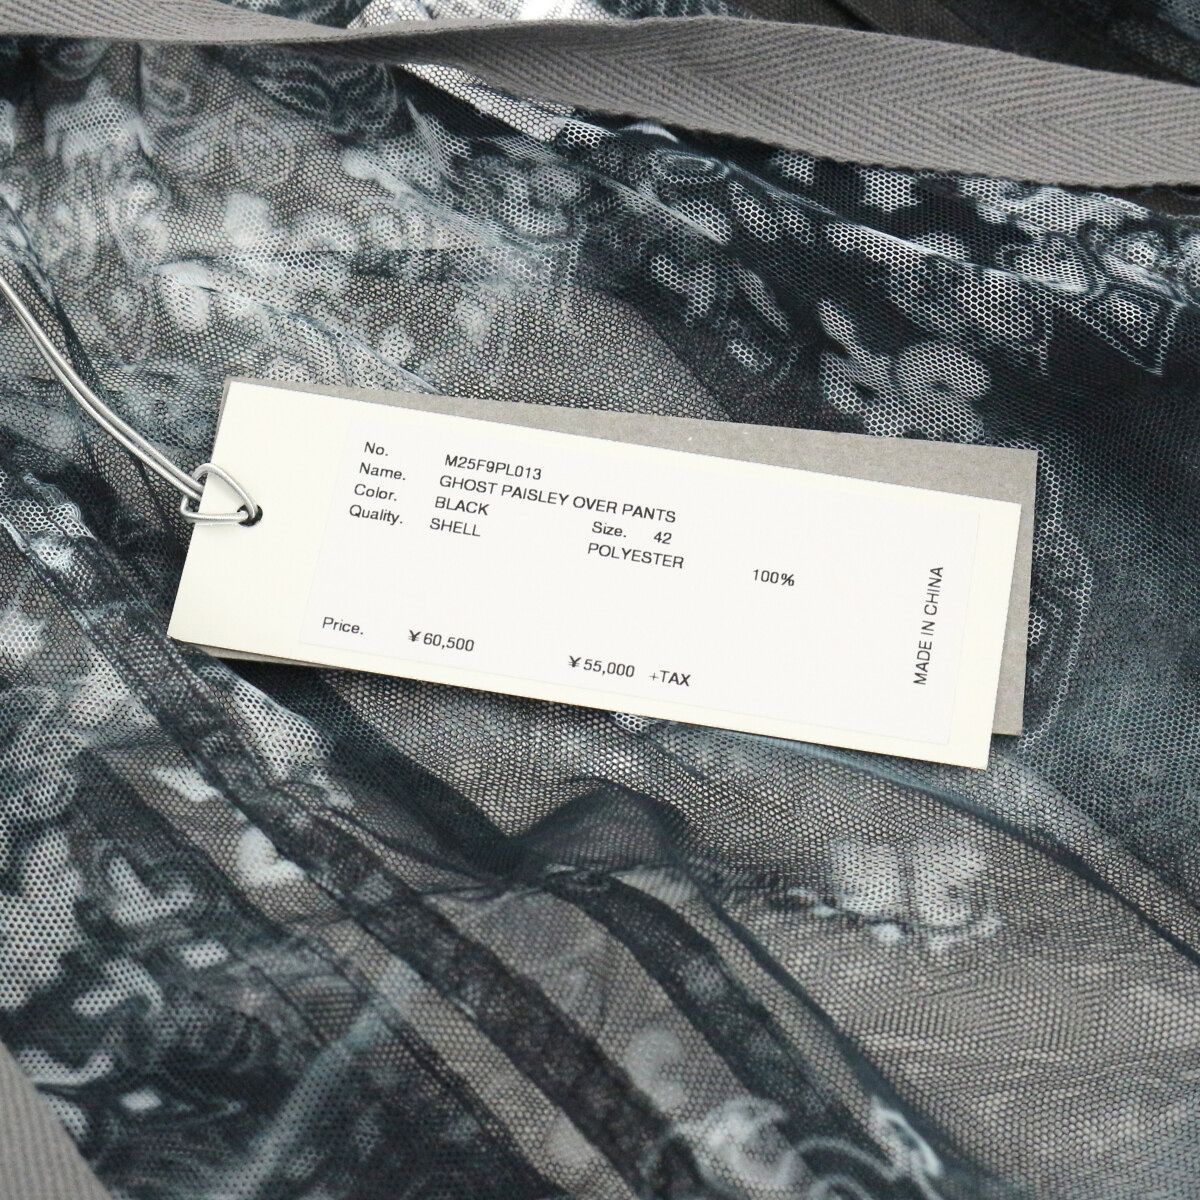 No. M25F9PL013
Name. GHOST PAISLEY OVER PANTS
Color. BLACK Size. 42
Quality. SHELL POLYESTER 100%
Price. ¥60,500 ¥55,000 +TAX
MADE IN CHINA